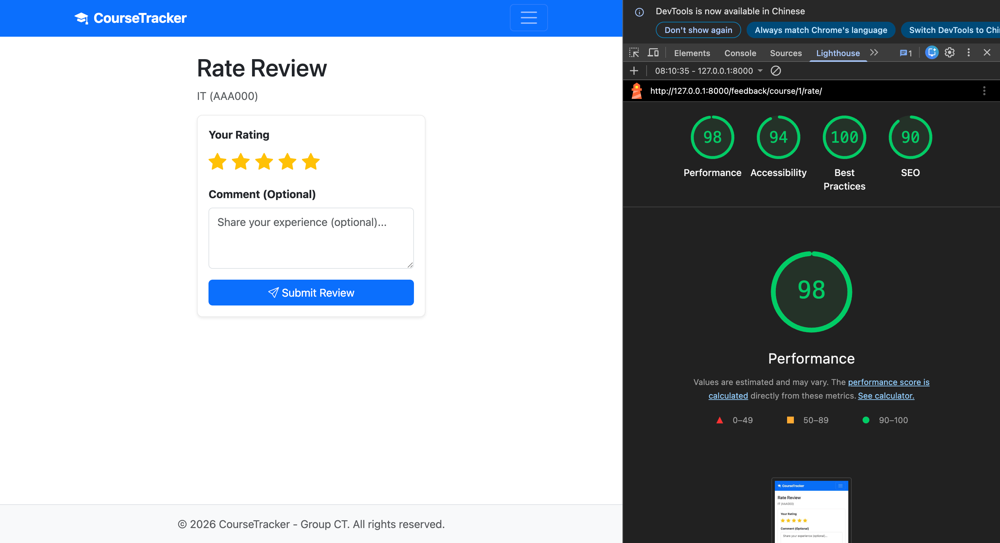 CourseTracker
Rate Review
IT (AAA000)
Your Rating
Comment (Optional)
Share your experience (optional)...
Submit Review
© 2026 CourseTracker - Group CT. All rights reserved.
DevTools is now available in Chinese
Don't show again
Always match Chrome's language
Switch DevTools to Chi
Elements
Console
Sources
Lighthouse
1
08:10:35 - 127.0.0.1:8000
http://127.0.0.1:8000/feedback/course/1/rate/
98
94
100
90
Performance
Accessibility
Best
Practices
SEO
98
Performance
Values are estimated and may vary. The performance score is
calculated directly from these metrics. See calculator.
0–49
50–89
90–100
CourseTracker
Rate Review
IT (AAA000)
Your Rating
Comment (Optional)
Share your experience (optional)...